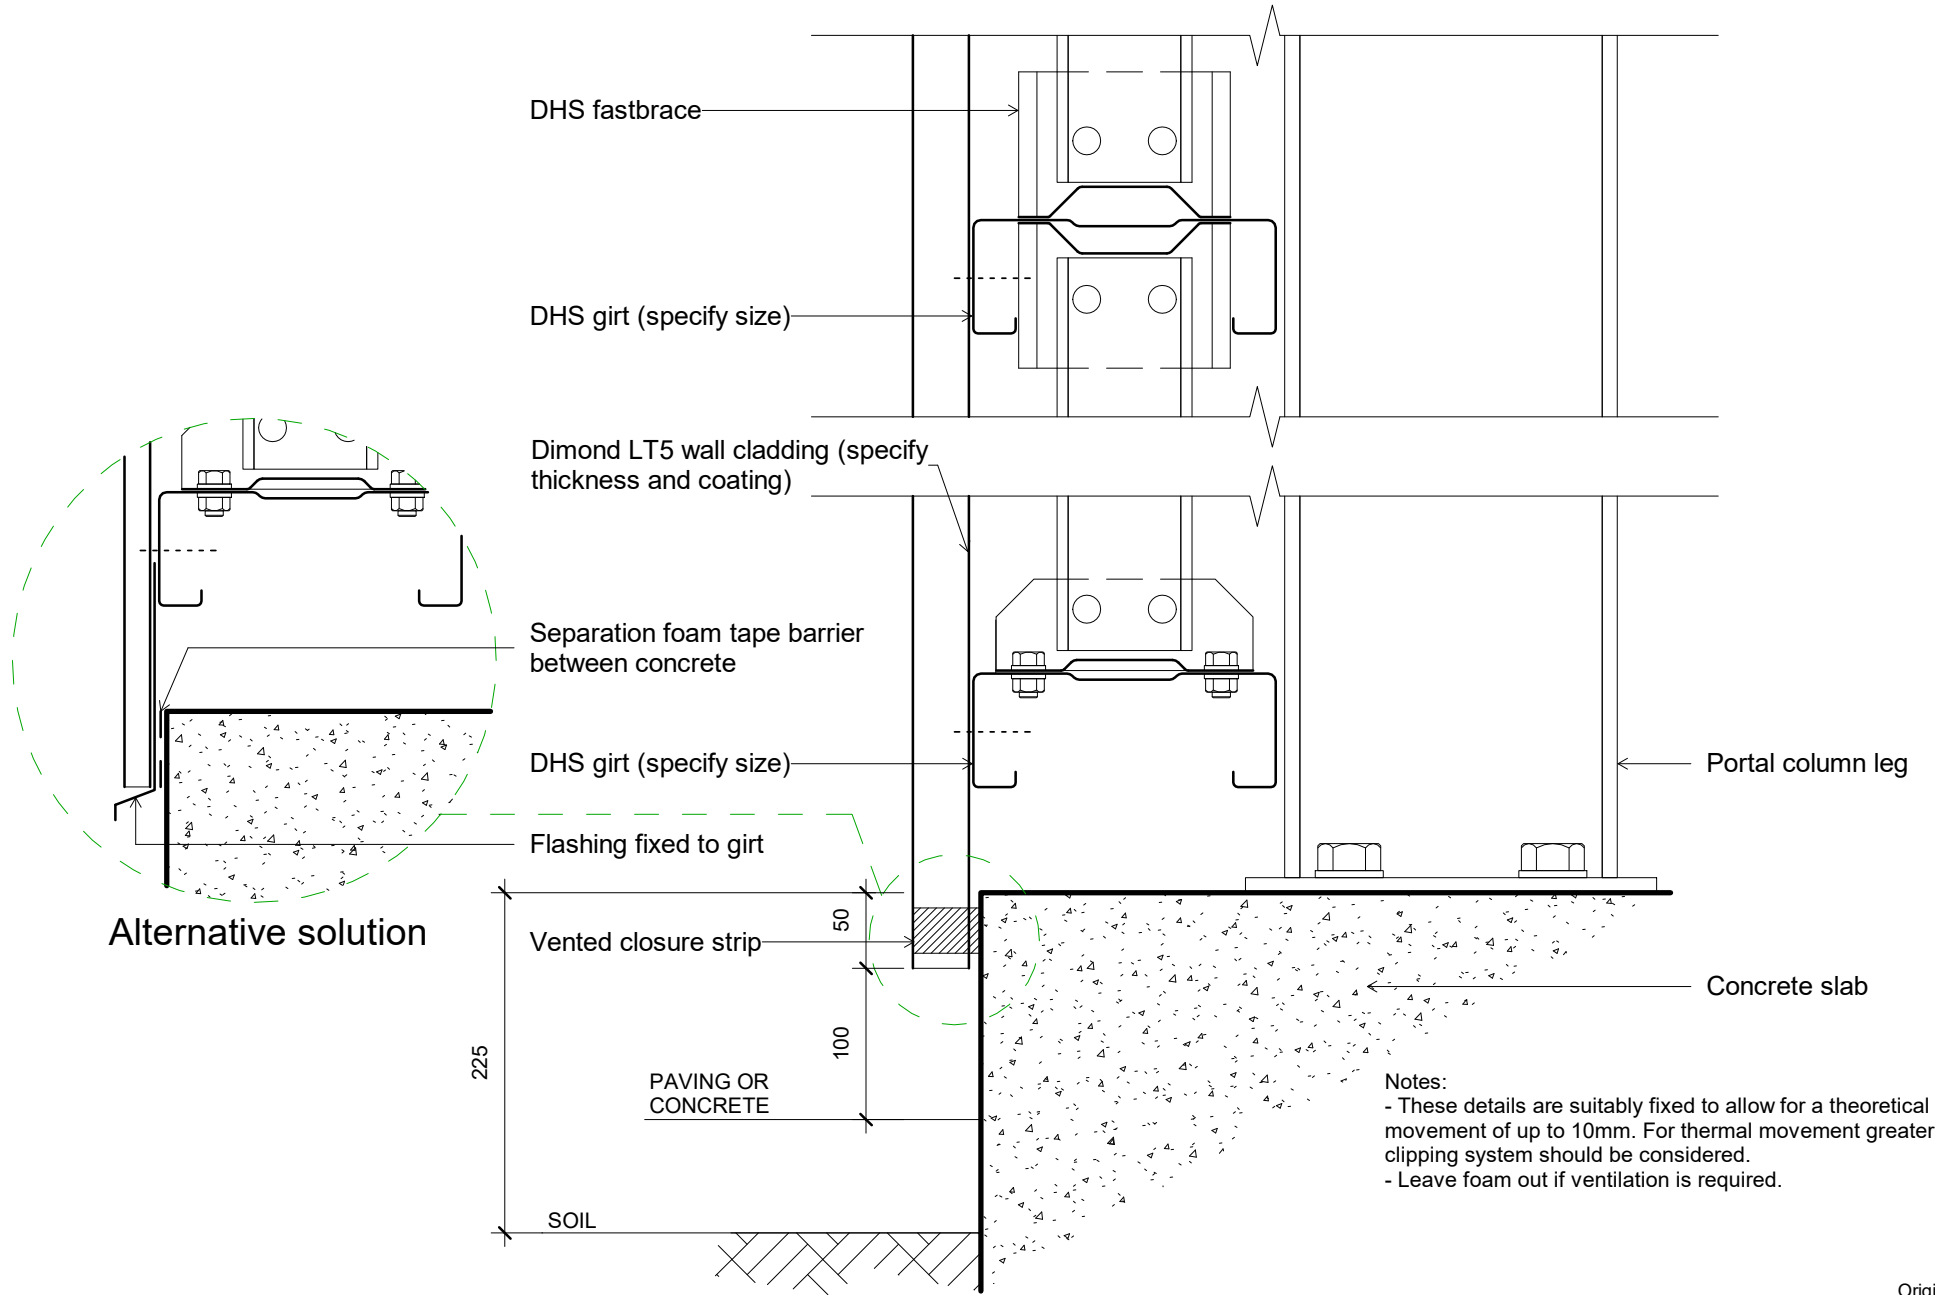 DHS fastbrace
DHS girt (specify size)
Dimond LT5 wall cladding (specify
thickness and coating)
Separation foam tape barrier
between concrete
DHS girt (specify size)
Portal column leg
Flashing fixed to girt
Alternative solution
50
Vented closure strip
Concrete slab
225
100
PAVING OR
CONCRETE
SOIL
Notes:
- These details are suitably fixed to allow for a theoretical
movement of up to 10mm. For thermal movement greater
clipping system should be considered.
- Leave foam out if ventilation is required.